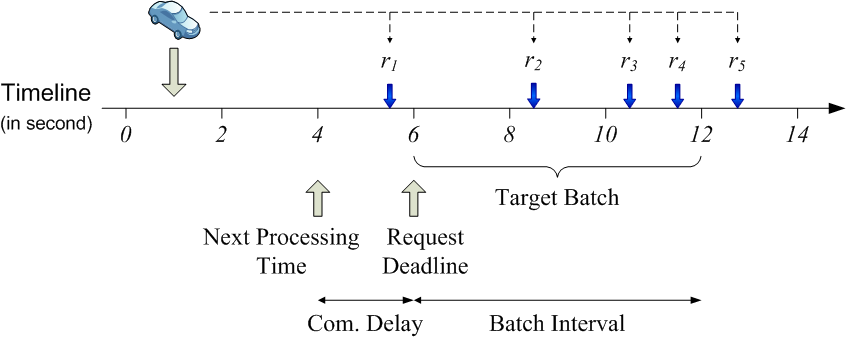 r1 r2 r3 r4 r5
Timeline
(in second)
0 2 4 6 8 10 12 14
Target Batch
Next Processing
Time
Request
Deadline
Com. Delay
Batch Interval